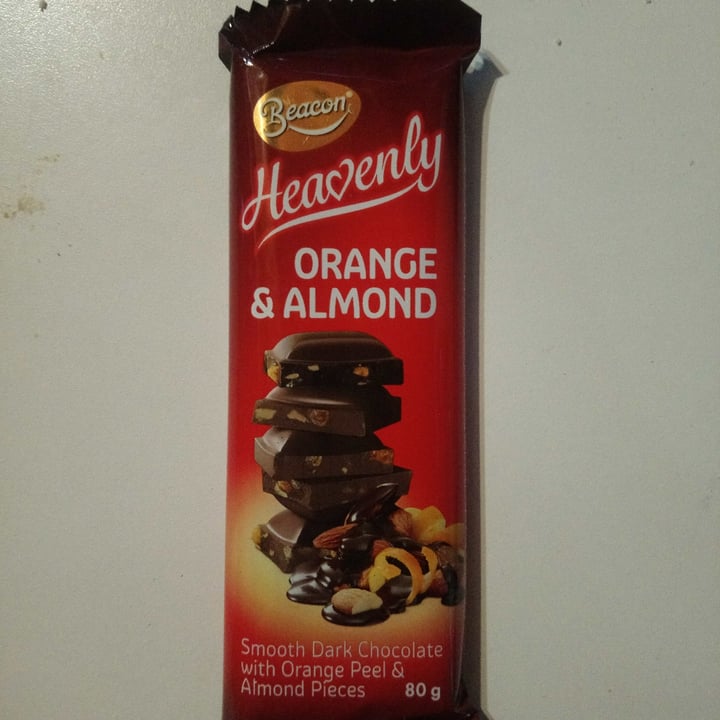 Beacon®
Heavenly
ORANGE
& ALMOND
Smooth Dark Chocolate
with Orange Peel &
Almond Pieces 80 g